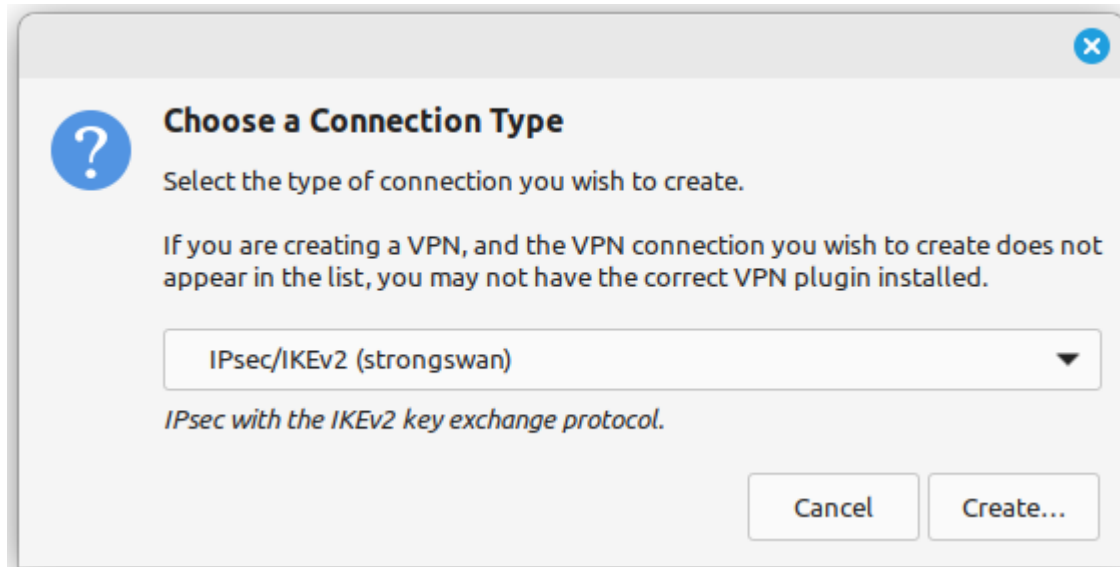 Choose a Connection Type
Select the type of connection you wish to create.
If you are creating a VPN, and the VPN connection you wish to create does not
appear in the list, you may not have the correct VPN plugin installed.
IPsec/IKEv2 (strongswan)
IPsec with the IKEv2 key exchange protocol.
Cancel
Create…